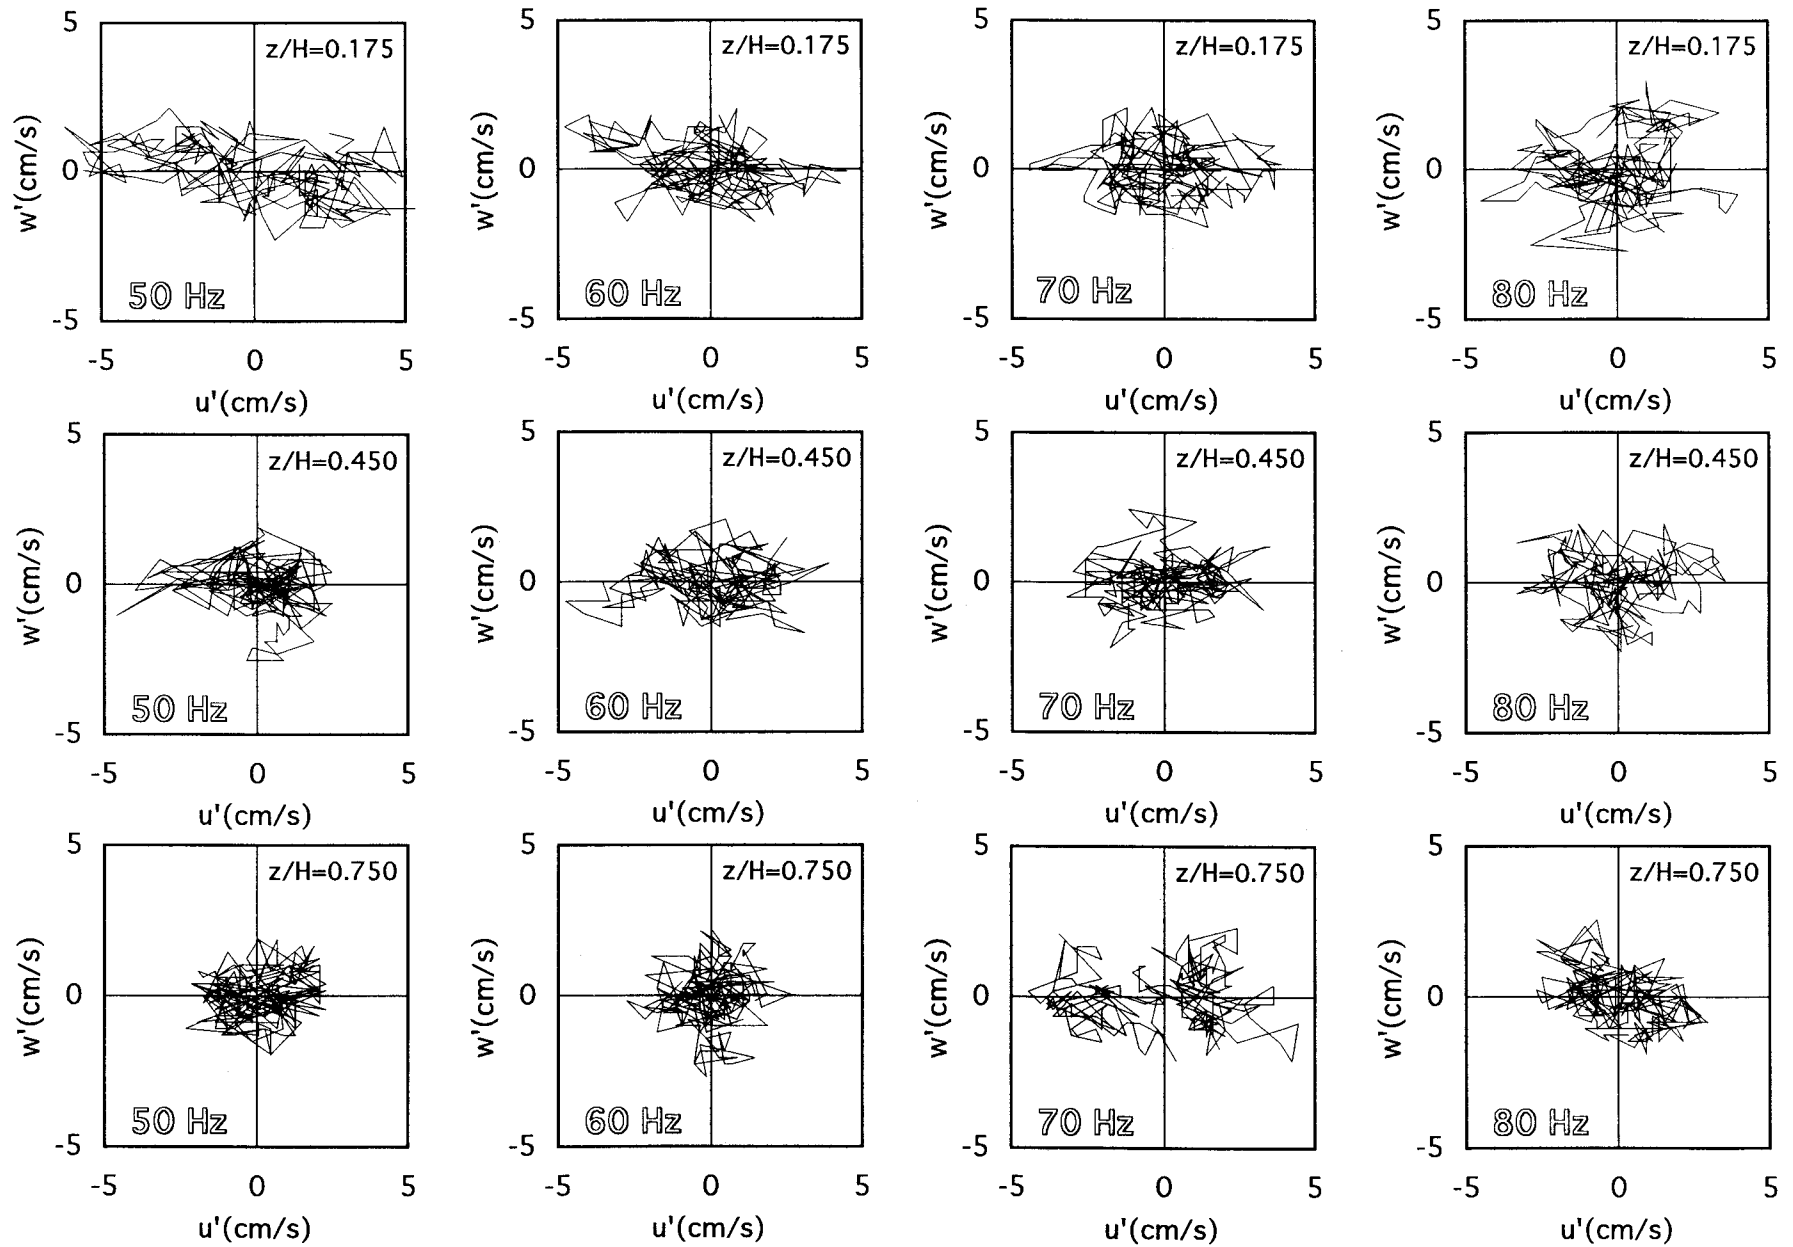 5 5 5 5
z/H=0.175 z/H=0.175 z/H=0.175 z/H=0.175
w'(cm/s) w'(cm/s) w'(cm/s) w'(cm/s)
0 0 0 0
50 Hz 60 Hz 70 Hz 80 Hz
-5 -5 -5 -5
-5 0 5 -5 0 5 -5 0 5 -5 0 5
u'(cm/s) u'(cm/s) u'(cm/s) u'(cm/s)
5 5 5 5
z/H=0.450 z/H=0.450 z/H=0.450 z/H=0.450
w'(cm/s) w'(cm/s) w'(cm/s) w'(cm/s)
0 0 0 0
50 Hz 60 Hz 70 Hz 80 Hz
-5 -5 -5 -5
-5 0 5 -5 0 5 -5 0 5 -5 0 5
u'(cm/s) u'(cm/s) u'(cm/s) u'(cm/s)
5 5 5 5
z/H=0.750 z/H=0.750 z/H=0.750 z/H=0.750
w'(cm/s) w'(cm/s) w'(cm/s) w'(cm/s)
0 0 0 0
50 Hz 60 Hz 70 Hz 80 Hz
-5 -5 -5 -5
-5 0 5 -5 0 5 -5 0 5 -5 0 5
u'(cm/s) u'(cm/s) u'(cm/s) u'(cm/s)